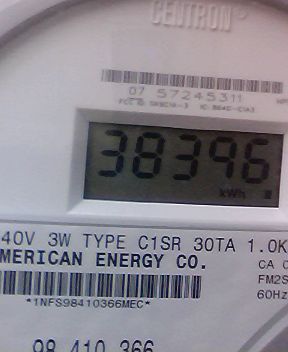 CENTRON
07 57245311
38396
kWh
40V 3W TYPE C1SR 30TA 1.0K
MERICAN ENERGY CO.
CA 0
FM2S
60Hz
*1NFS98410366MEC*
98 410 366